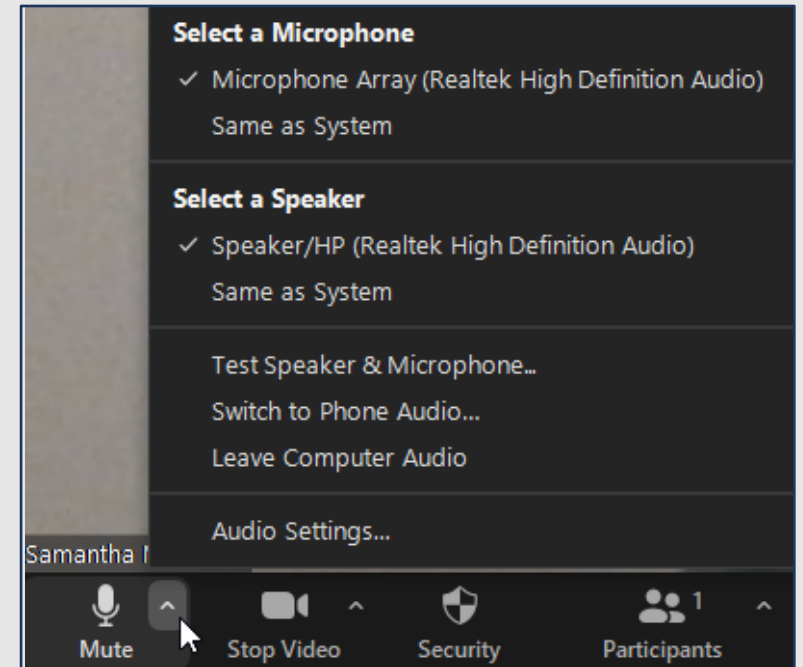 Select a Microphone
✓ Microphone Array (Realtek High Definition Audio)
Same as System
Select a Speaker
✓ Speaker/HP (Realtek High Definition Audio)
Same as System
Test Speaker & Microphone...
Switch to Phone Audio...
Leave Computer Audio
Audio Settings...
Samantha
1
Mute Stop Video Security Participants